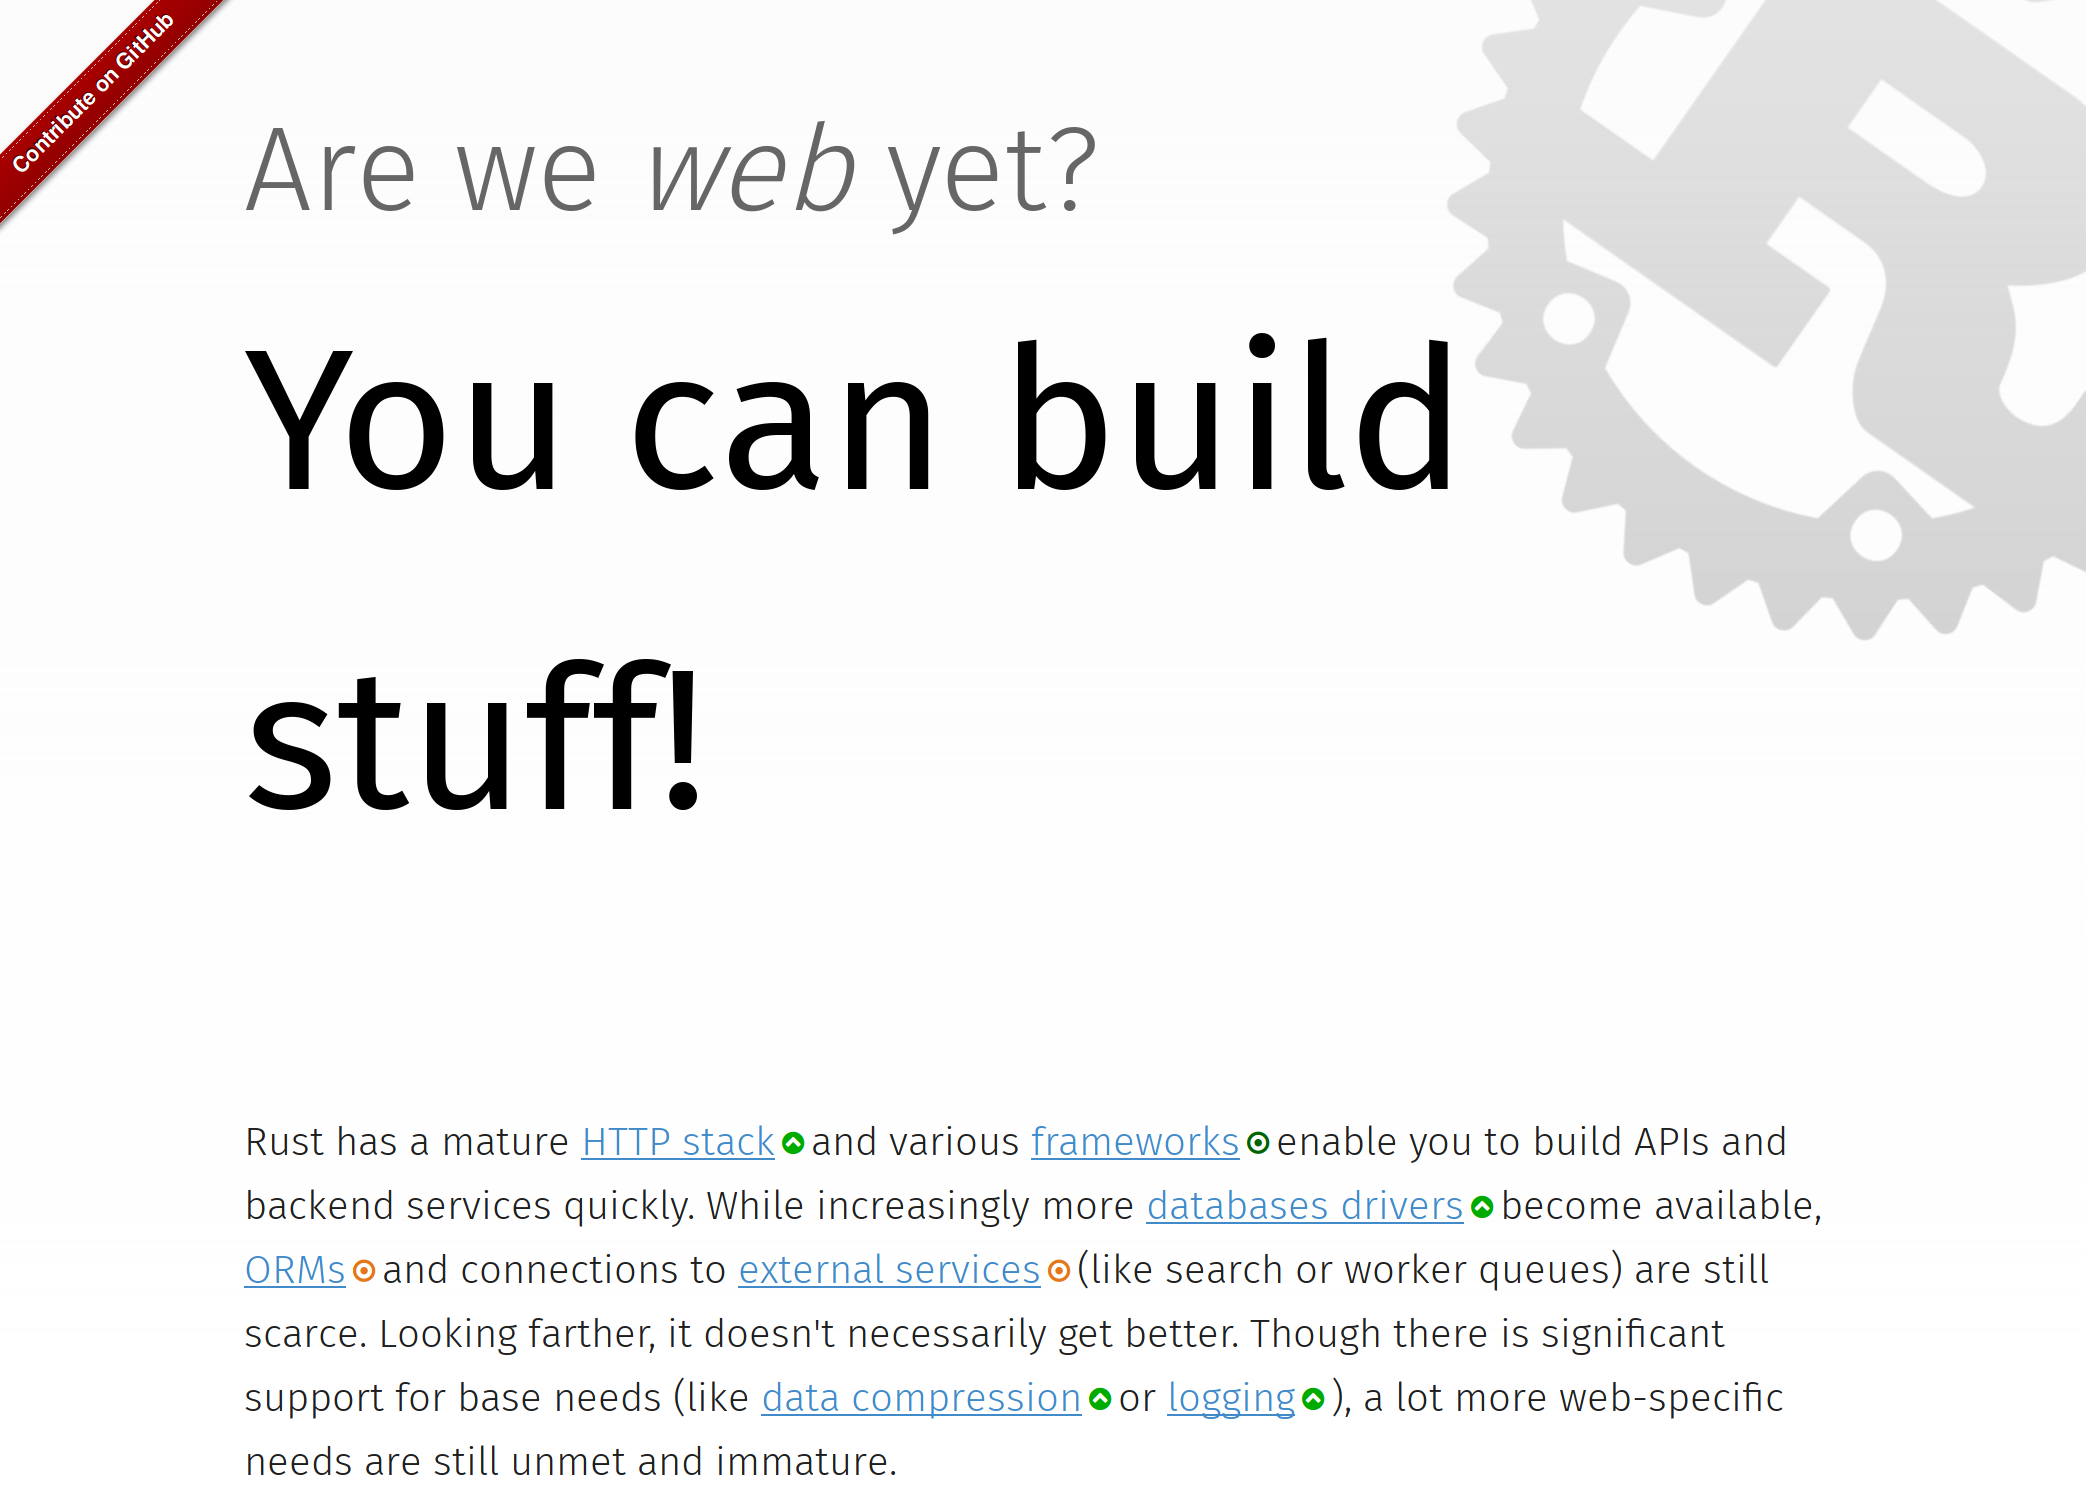 Contribute on GitHub
Are we web yet?
You can build
stuff!
Rust has a mature HTTP stack and various frameworks enable you to build APIs and
backend services quickly. While increasingly more databases drivers become available,
ORMs and connections to external services (like search or worker queues) are still
scarce. Looking farther, it doesn't necessarily get better. Though there is significant
support for base needs (like data compression or logging ), a lot more web-specific
needs are still unmet and immature.